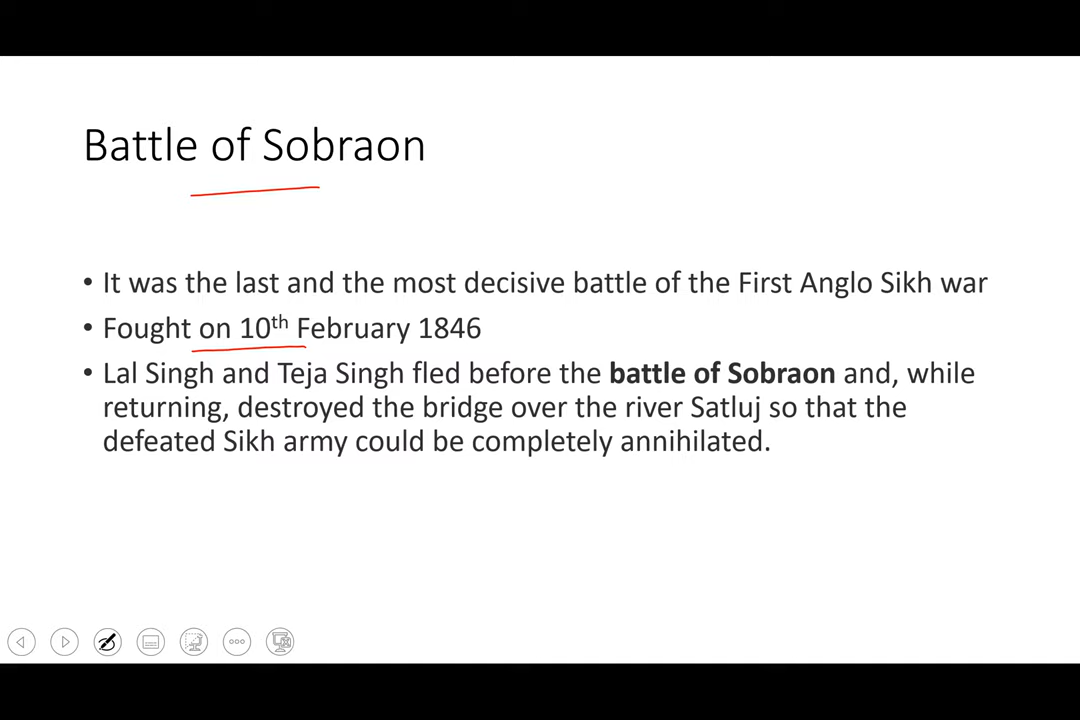 Battle of Sobraon
• It was the last and the most decisive battle of the First Anglo Sikh war
• Fought on 10th February 1846
• Lal Singh and Teja Singh fled before the battle of Sobraon and, while
returning, destroyed the bridge over the river Satluj so that the
defeated Sikh army could be completely annihilated.